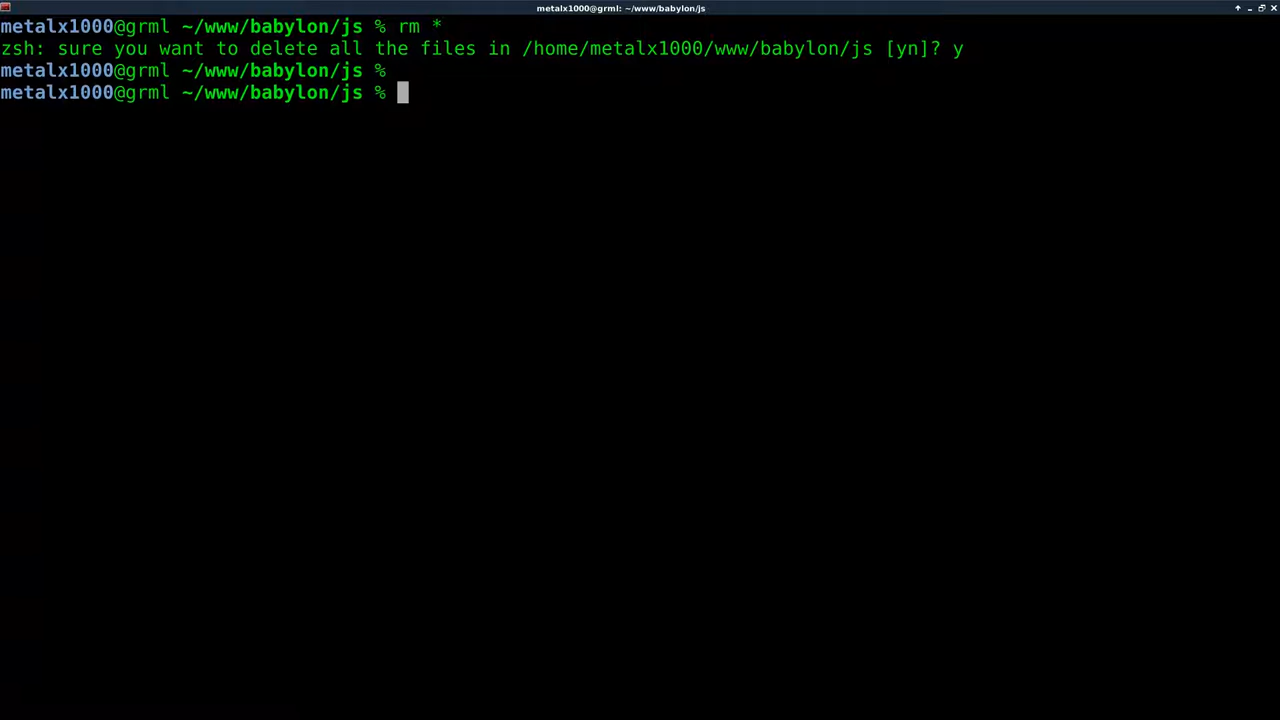 metalx1000@grml: ~/www/babylon/js
metalx1000@grml ~/www/babylon/js % rm *
zsh: sure you want to delete all the files in /home/metalx1000/www/babylon/js [yn]? y
metalx1000@grml ~/www/babylon/js %
metalx1000@grml ~/www/babylon/js %